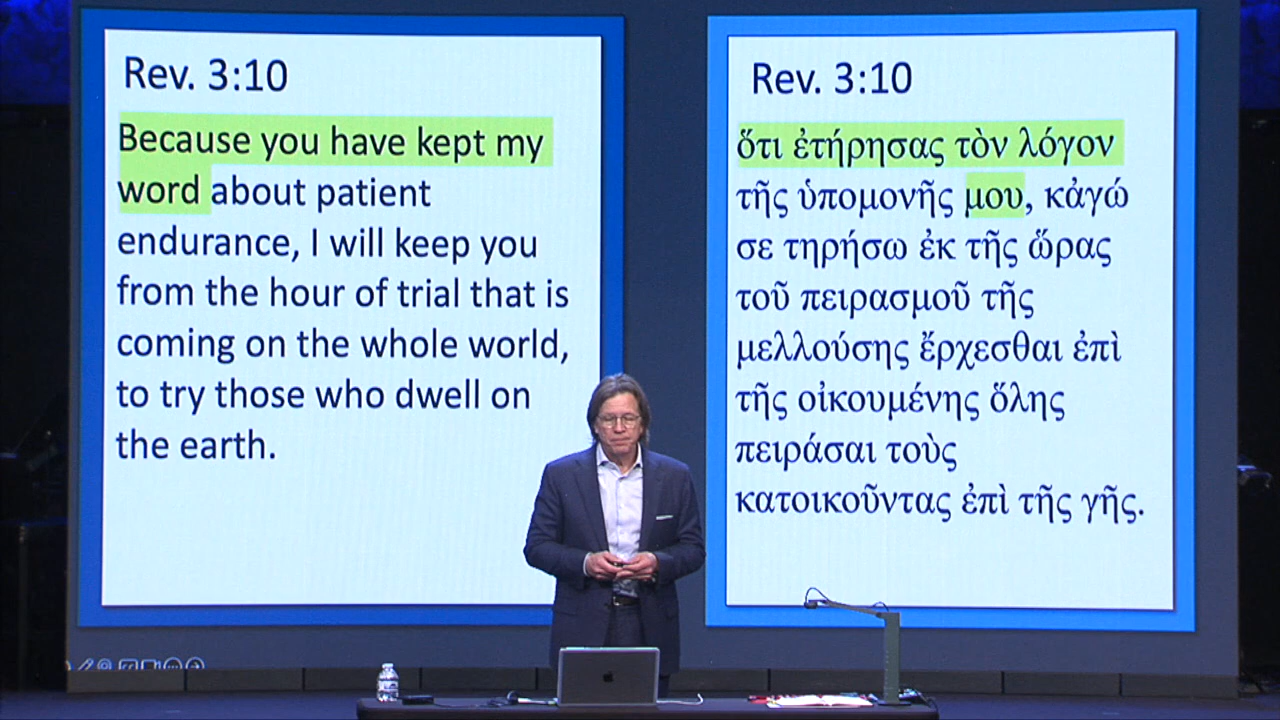 Rev. 3:10
Because you have kept my
word about patient
endurance, I will keep you
from the hour of trial that is
coming on the whole world,
to try those who dwell on
the earth.
Rev. 3:10
ὅτι ἐτήρησας τὸν λόγον
τῆς ὑπομονῆς μου, κἀγώ
σε τηρήσω ἐκ τῆς ὥρας
τοῦ πειρασμοῦ τῆς
μελλούσης ἔρχεσθαι ἐπὶ
τῆς οἰκουμένης ὅλης
πειράσαι τοὺς
κατοικοῦντας ἐπὶ τῆς γῆς.